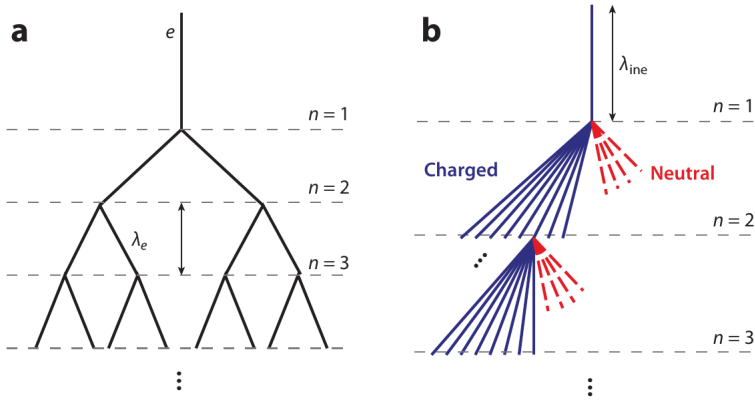 a
e
n = 1
n = 2
λe
n = 3
b
λine
n = 1
Charged
Neutral
n = 2
n = 3